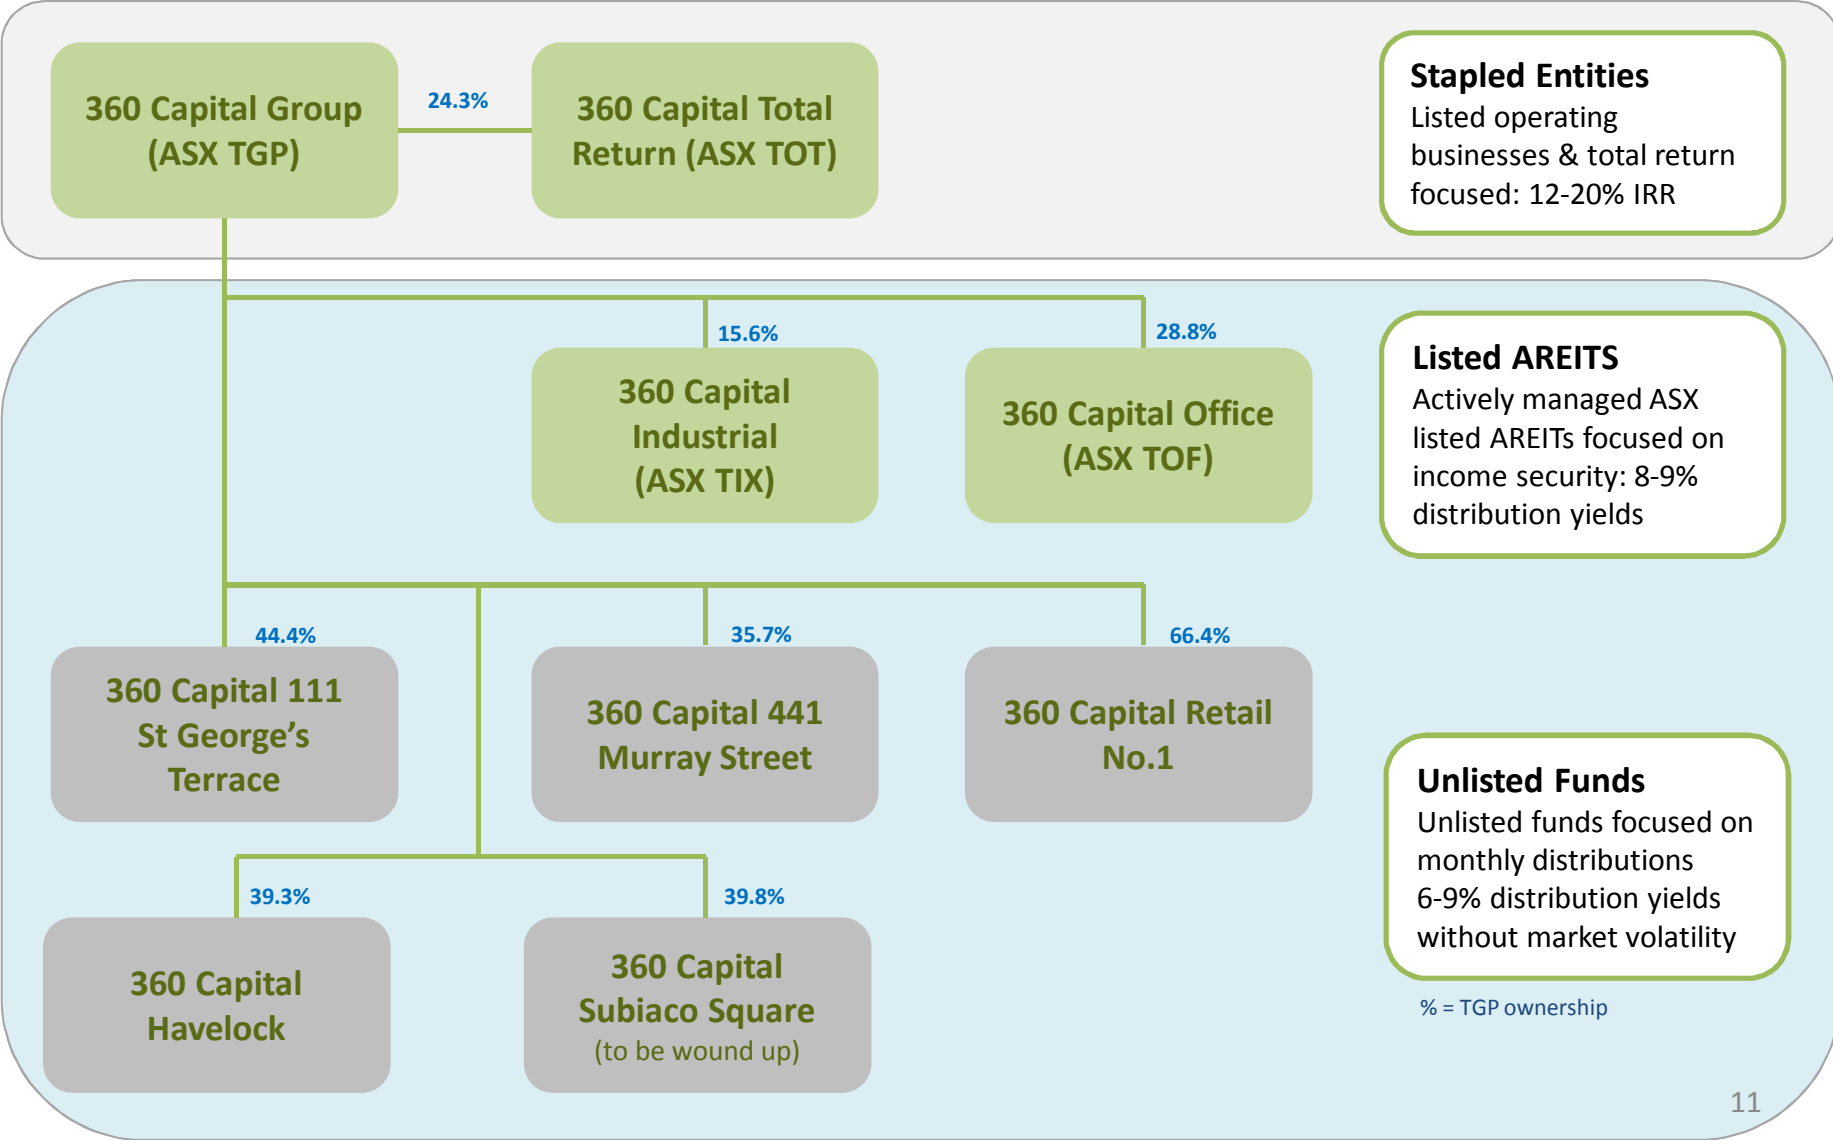 360 Capital Group
(ASX TGP)
24.3%
360 Capital Total
Return (ASX TOT)
Stapled Entities
Listed operating
businesses & total return
focused: 12-20% IRR
15.6%
360 Capital
Industrial
(ASX TIX)
28.8%
360 Capital Office
(ASX TOF)
Listed AREITS
Actively managed ASX
listed AREITs focused on
income security: 8-9%
distribution yields
44.4%
360 Capital 111
St George’s
Terrace
35.7%
360 Capital 441
Murray Street
66.4%
360 Capital Retail
No.1
Unlisted Funds
Unlisted funds focused on
monthly distributions
6-9% distribution yields
without market volatility
39.3%
360 Capital
Havelock
39.8%
360 Capital
Subiaco Square
(to be wound up)
% = TGP ownership
11